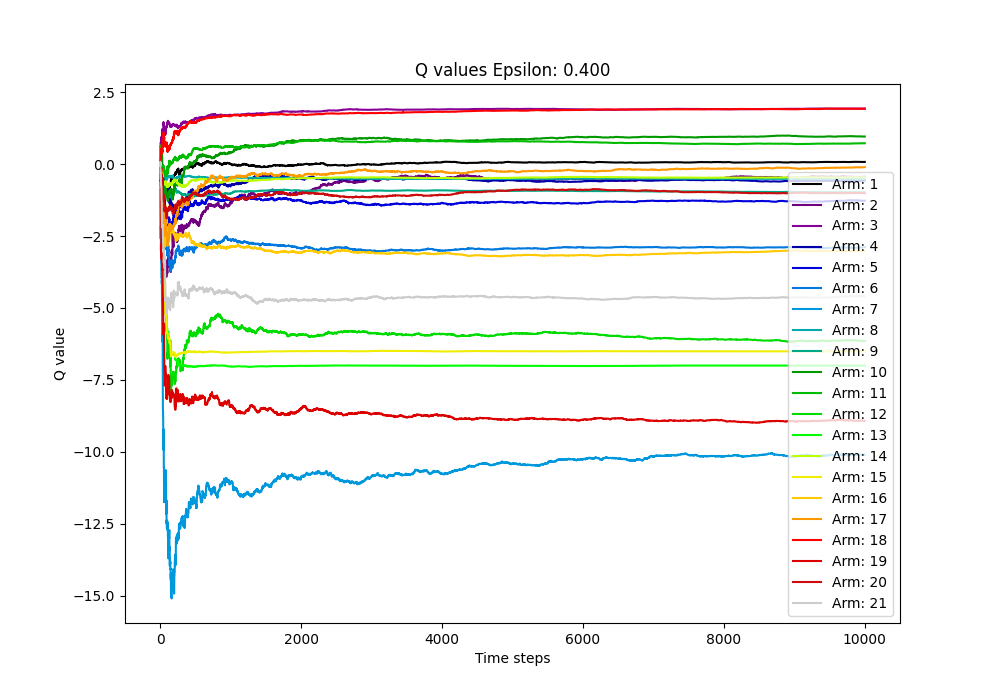 Q values Epsilon: 0.400
2.5
0.0
−2.5
−5.0
−7.5
−10.0
−12.5
−15.0
Q value
0
2000
4000
6000
8000
10000
Time steps
Arm: 1
Arm: 2
Arm: 3
Arm: 4
Arm: 5
Arm: 6
Arm: 7
Arm: 8
Arm: 9
Arm: 10
Arm: 11
Arm: 12
Arm: 13
Arm: 14
Arm: 15
Arm: 16
Arm: 17
Arm: 18
Arm: 19
Arm: 20
Arm: 21